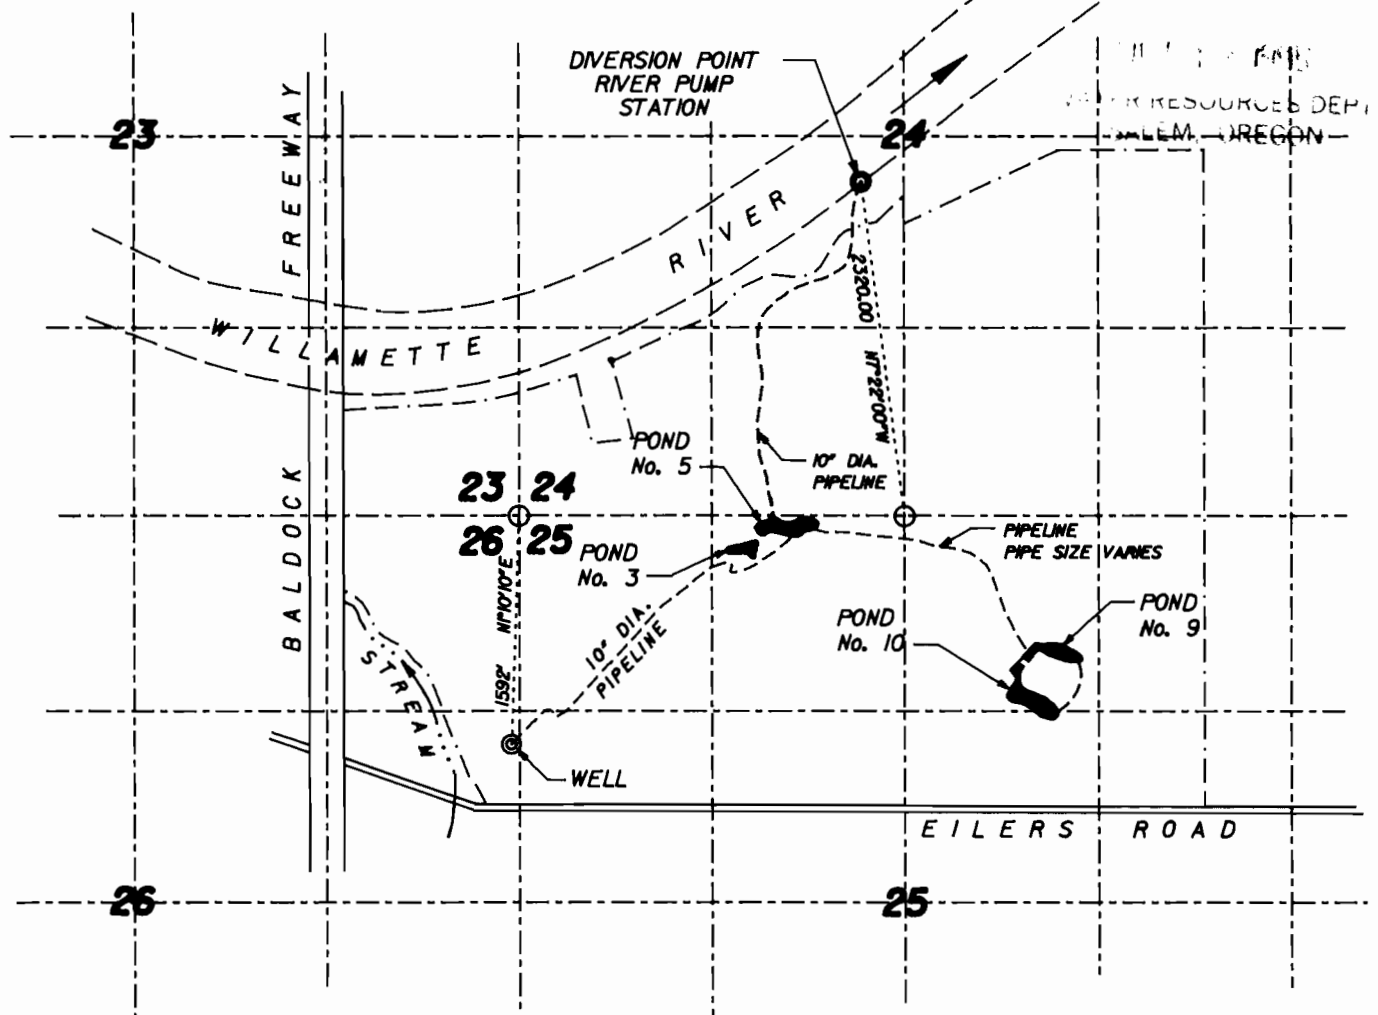 DIVERSION POINT
RIVER PUMP
STATION
RESOURCES DEPT
SALEM, OREGON
23
24
FREEWAY
RIVER
WILLAMETTE
2320.00
N7°22'00"W
POND
No. 5
10" DIA.
PIPELINE
BALDOCK
23 24
26 25
POND
No. 3
PIPELINE
PIPE SIZE VARIES
N1°10'10"E
1592'
10" DIA.
PIPELINE
POND
No. 10
POND
No. 9
STREAM
WELL
EILERS ROAD
26
25